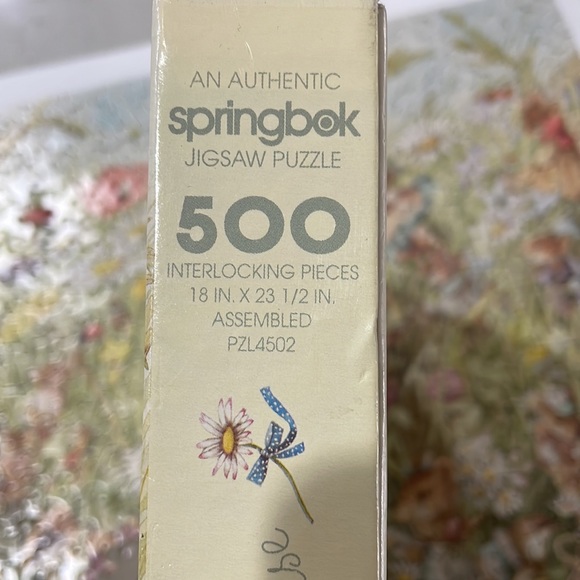 AN AUTHENTIC
springbok
JIGSAW PUZZLE
500
INTERLOCKING PIECES
18 IN. X 23 1/2 IN.
ASSEMBLED
PZL4502